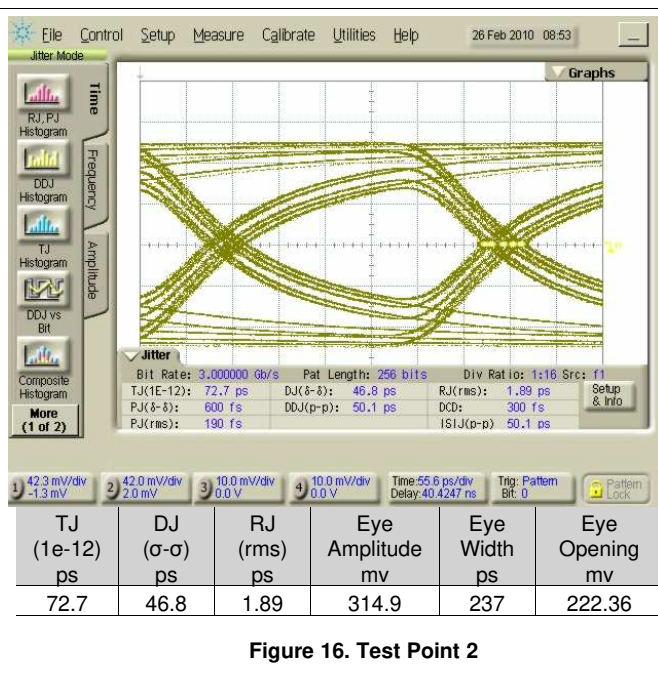 File Control Setup Measure Calibrate Utilities Help 26 Feb 2010 08:53
Jitter Mode
Graphs
Time
Frequency
Amplitude
RJ, PJ
Histogram
DDJ
Histogram
TJ
Histogram
DDJ vs
Bit
Composite
Histogram
More
(1 of 2)
Jitter
Bit Rate: 3.000000 Gb/s Pat Length: 256 bits Div Ratio: 1:16 Src: f1
TJ(1E-12): 72.7 ps DJ(δ-δ): 46.8 ps RJ(rms): 1.89 ps
PJ(δ-δ): 600 fs DDJ(p-p): 50.1 ps DCD: 300 fs
PJ(rms): 190 fs ISIJ(p-p) 50.1 ps
Setup
& Info
1) 42.3 mV/div 2) 42.0 mV/div 3) 10.0 mV/div 4) 10.0 mV/div Time:55.6 ps/div Trig: Pattern Pattern
-1.3 mV 2.0 mV 0.0 V 0.0 V Delay:40.4247 ns Bit: 0 Lock
TJ DJ RJ Eye Eye Eye
(1e-12) (σ-σ) (rms) Amplitude Width Opening
ps ps ps mv ps mv
72.7 46.8 1.89 314.9 237 222.36
Figure 16. Test Point 2